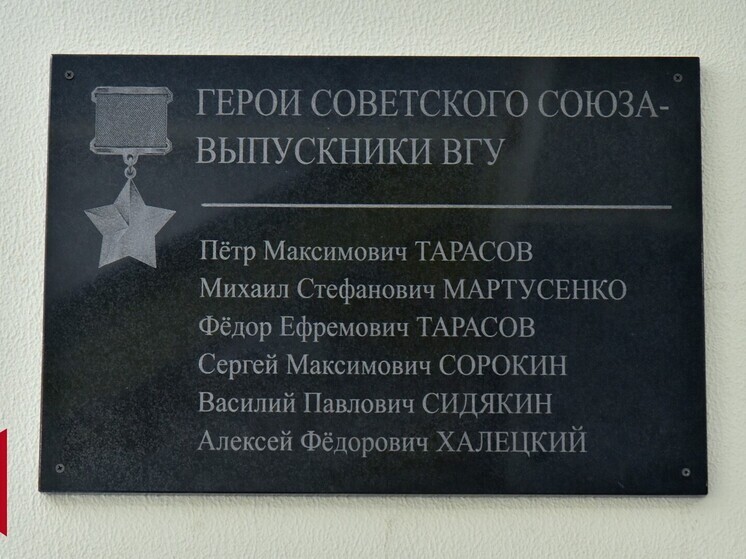 ГЕРОИ СОВЕТСКОГО СОЮЗА-
ВЫПУСКНИКИ ВГУ
Пётр Максимович ТАРАСОВ
Михаил Стефанович МАРТУСЕНКО
Фёдор Ефремович ТАРАСОВ
Сергей Максимович СОРОКИН
Василий Павлович СИДЯКИН
Алексей Фёдорович ХАЛЕЦКИЙ